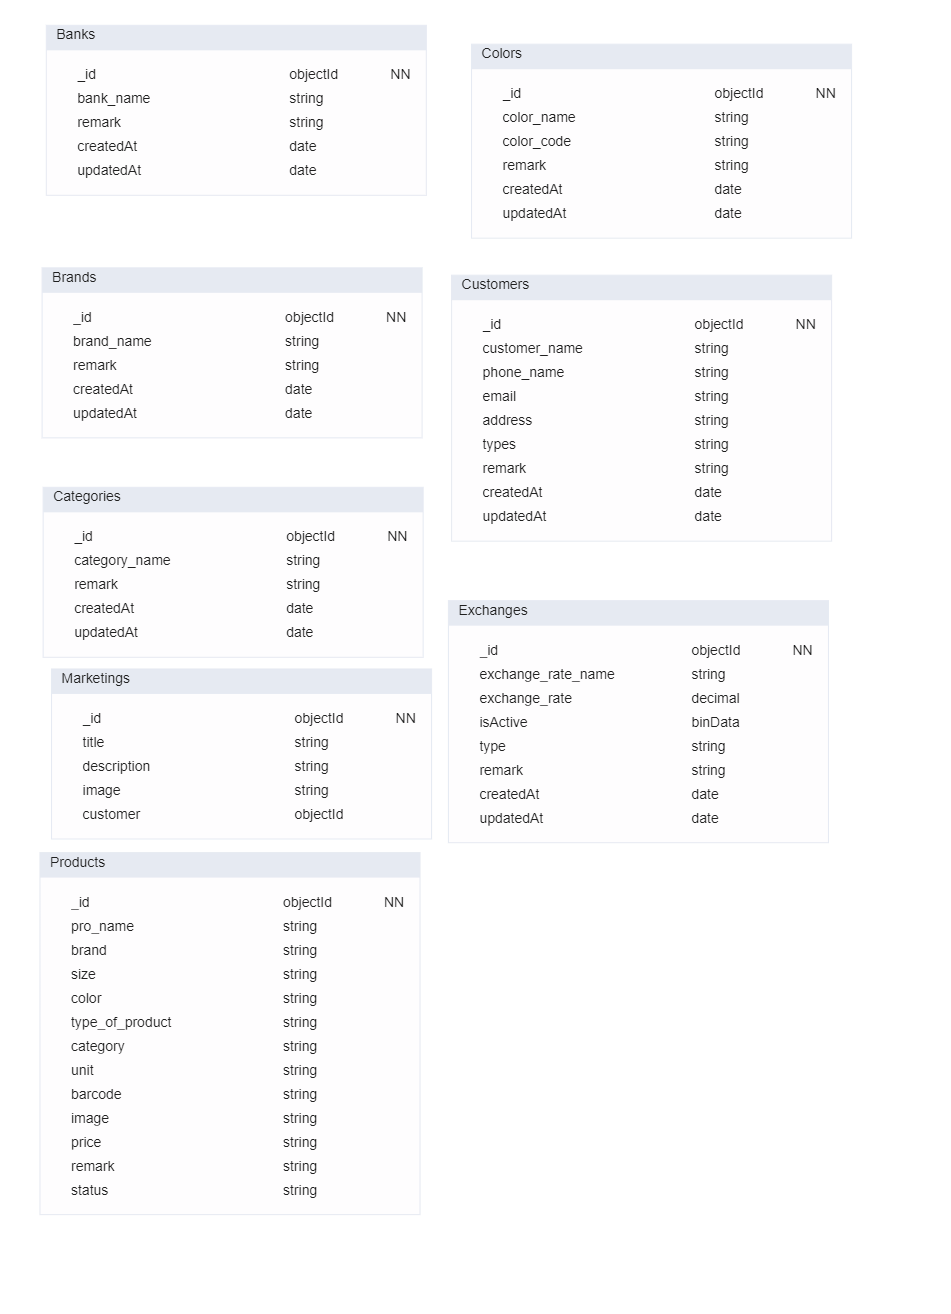 Banks
_id objectId NN
bank_name string
remark string
createdAt date
updatedAt date
Colors
_id objectId NN
color_name string
color_code string
remark string
createdAt date
updatedAt date
Brands
_id objectId NN
brand_name string
remark string
createdAt date
updatedAt date
Customers
_id objectId NN
customer_name string
phone_name string
email string
address string
types string
remark string
createdAt date
updatedAt date
Categories
_id objectId NN
category_name string
remark string
createdAt date
updatedAt date
Exchanges
_id objectId NN
exchange_rate_name string
exchange_rate decimal
isActive binData
type string
remark string
createdAt date
updatedAt date
Marketings
_id objectId NN
title string
description string
image string
customer objectId
Products
_id objectId NN
pro_name string
brand string
size string
color string
type_of_product string
category string
unit string
barcode string
image string
price string
remark string
status string